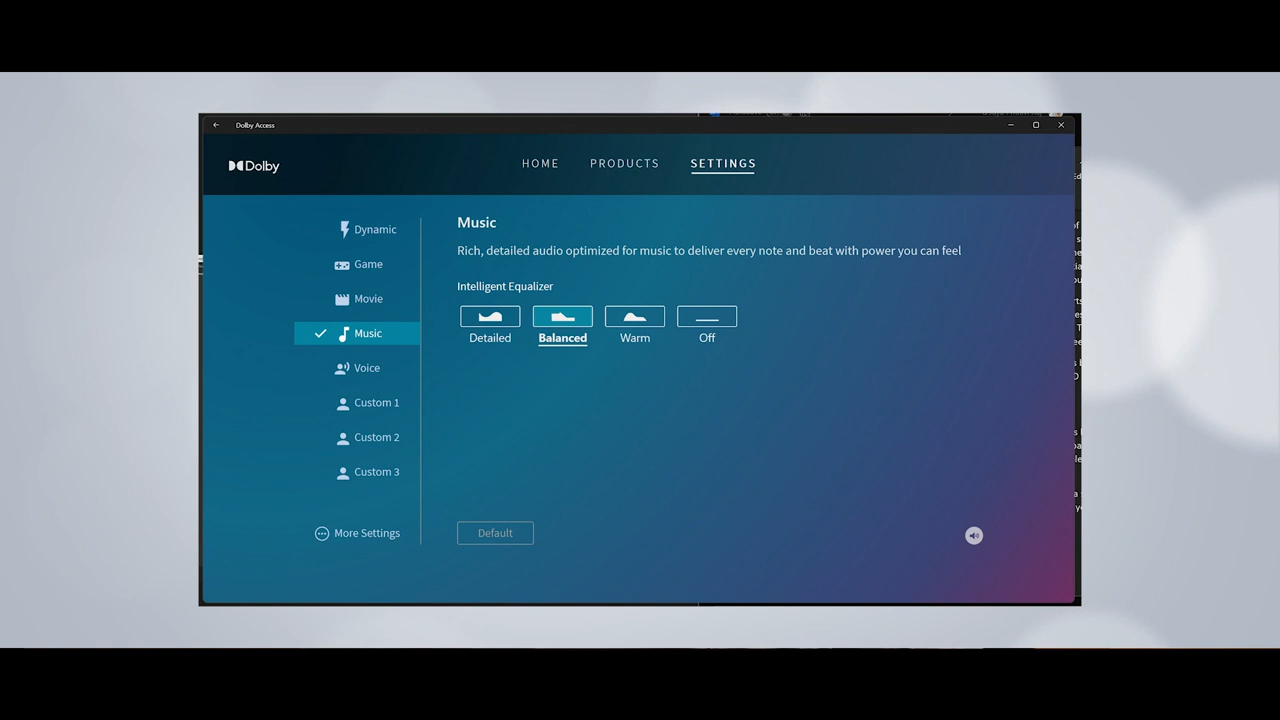 Dolby Access
Dolby
HOME PRODUCTS SETTINGS
Dynamic
Game
Movie
Music
Voice
Custom 1
Custom 2
Custom 3
More Settings
Music
Rich, detailed audio optimized for music to deliver every note and beat with power you can feel
Intelligent Equalizer
Detailed Balanced Warm Off
Default